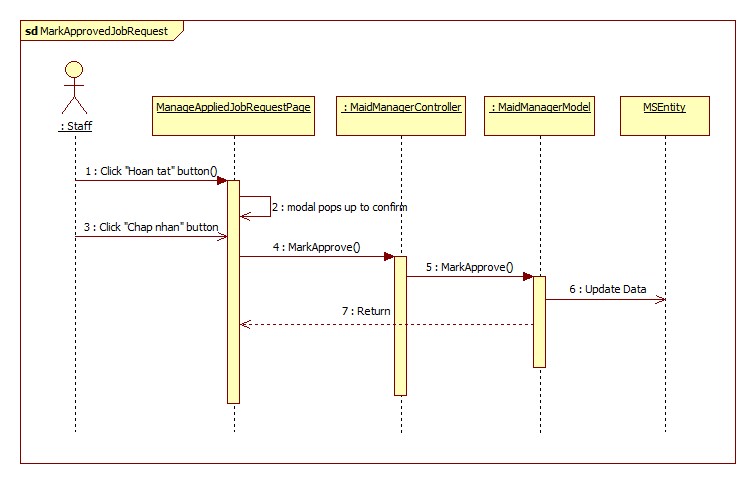 sd MarkApprovedJobRequest
: Staff
ManageAppliedJobRequestPage
: MaidManagerController
: MaidManagerModel
MSEntity
1 : Click "Hoan tat" button()
2 : modal pops up to confirm
3 : Click "Chap nhan" button
4 : MarkApprove()
5 : MarkApprove()
6 : Update Data
7 : Return